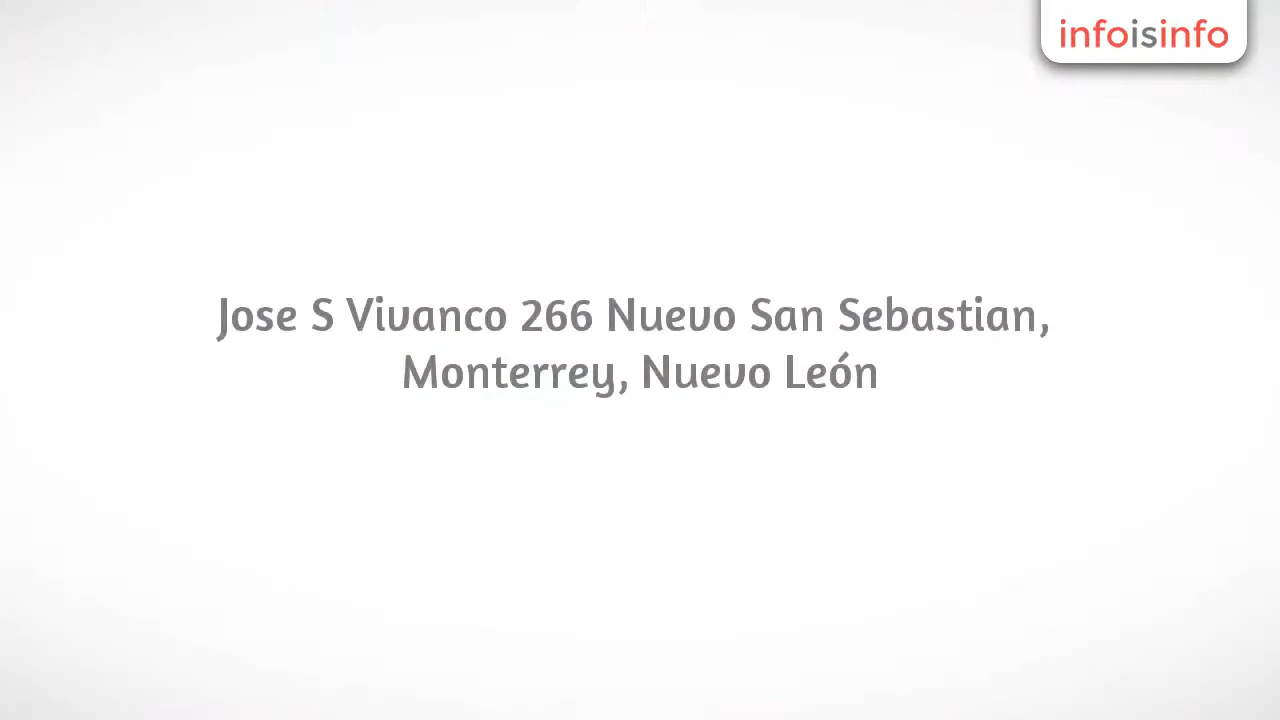 infoisinfo
Jose S Vivanco 266 Nuevo San Sebastian,
Monterrey, Nuevo León